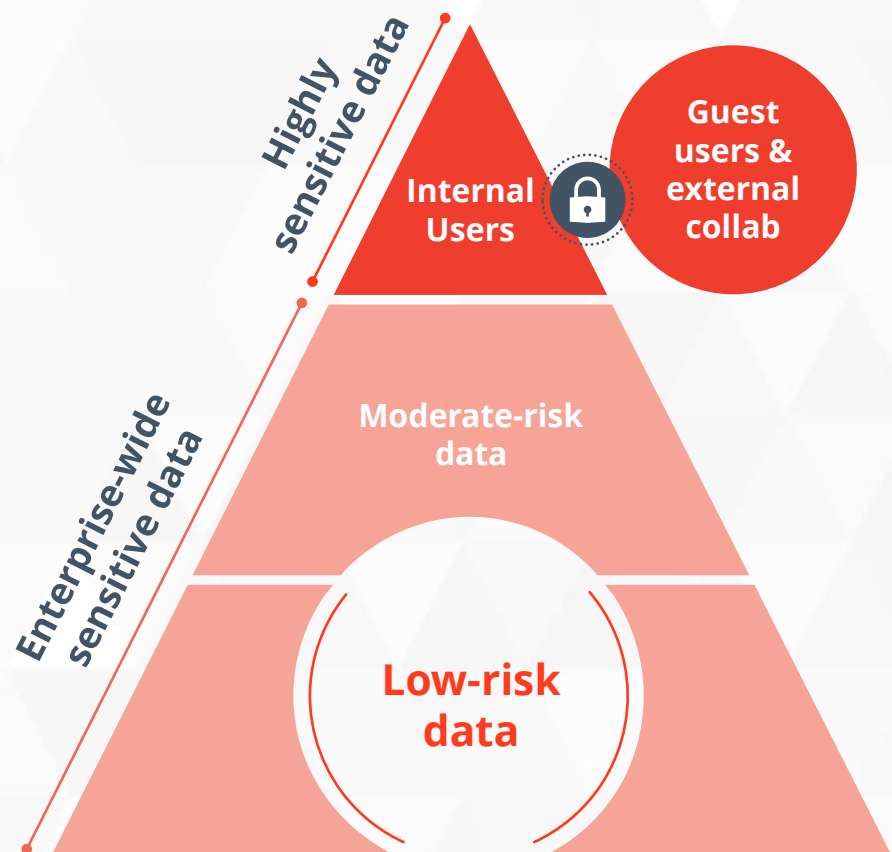 Highly
sensitive data
Internal
Users
Guest
users &
external
collab
Enterprise-wide
sensitive data
Moderate-risk
data
Low-risk
data